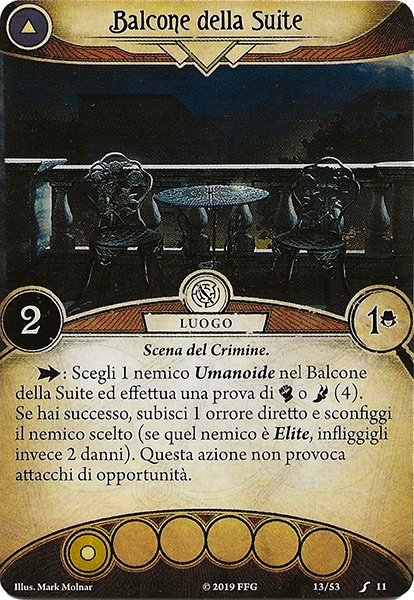 Balcone della Suite
2
LUOGO
1
Scena del Crimine.
: Scegli 1 nemico Umanoide nel Balcone
della Suite ed effettua una prova di o (4).
Se hai successo, subisci 1 orrore diretto e sconfiggi
il nemico scelto (se quel nemico è Elite, infliggigli
invece 2 danni). Questa azione non provoca
attacchi di opportunità.
Illus. Mark Molnar © 2019 FFG 13/53 11